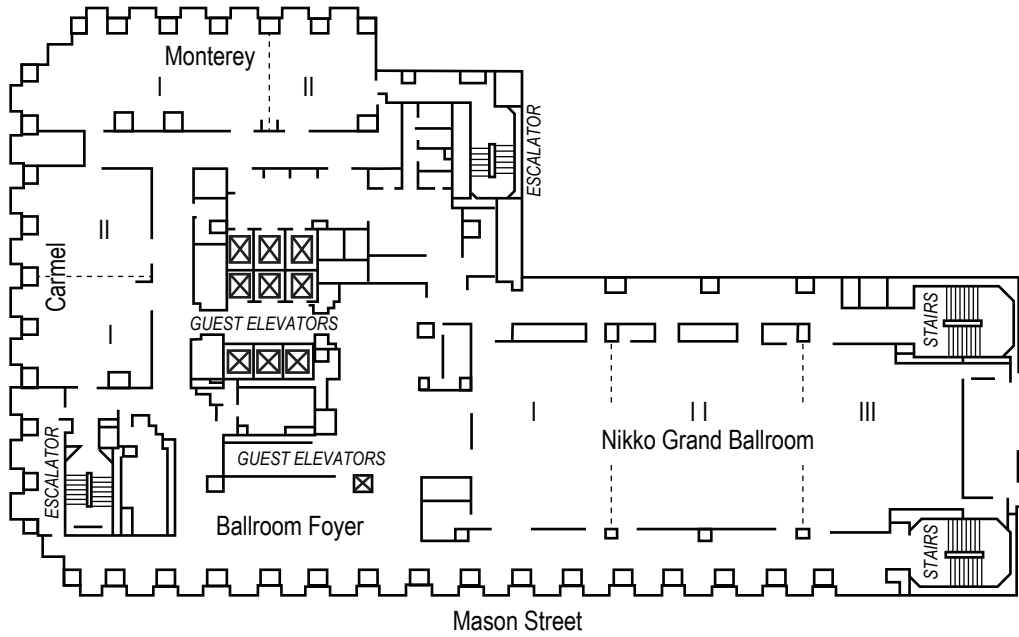 Monterey
I
II
ESCALATOR
II
Carmel
I
GUEST ELEVATORS
STAIRS
I
I I
III
Nikko Grand Ballroom
ESCALATOR
GUEST ELEVATORS
Ballroom Foyer
STAIRS
Mason Street